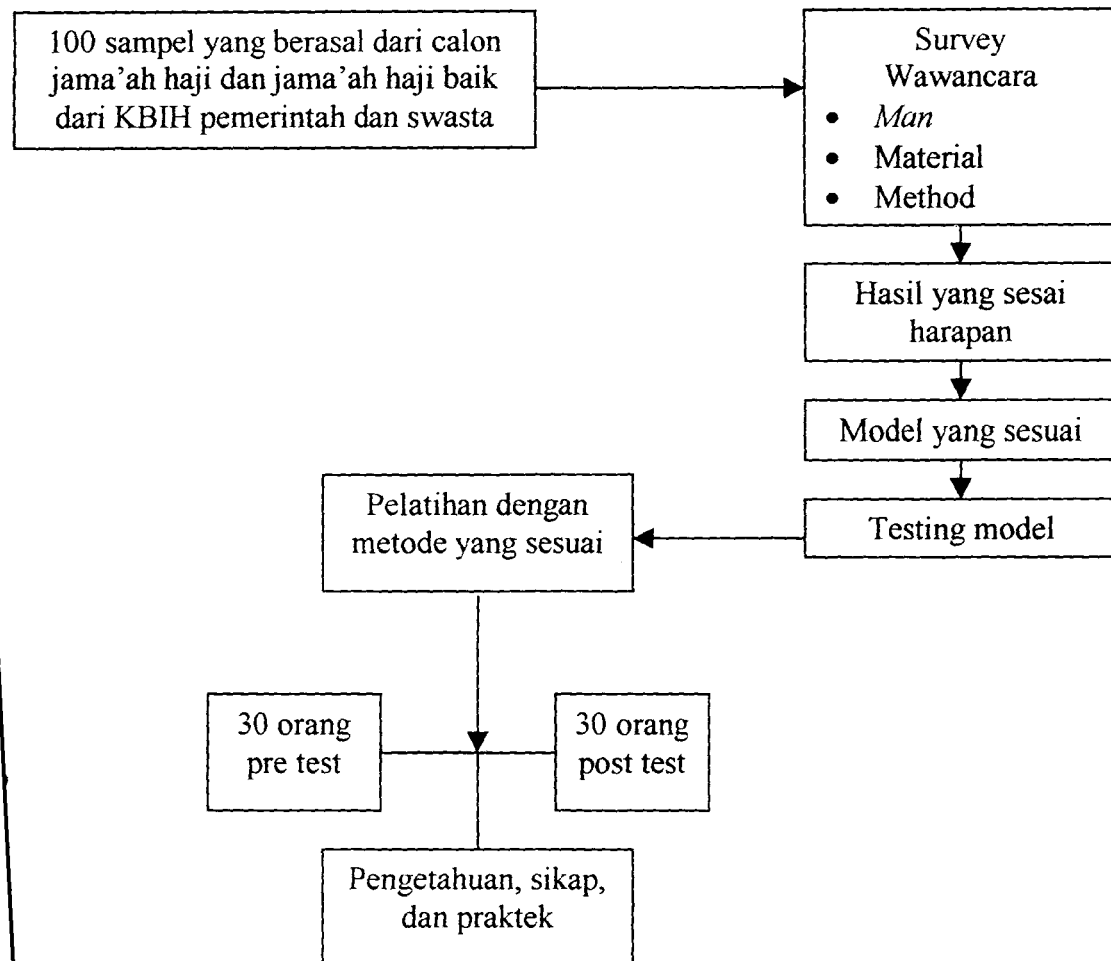 100 sampel yang berasal dari calon
jama'ah haji dan jama'ah haji baik
dari KBIH pemerintah dan swasta
Survey
Wawancara
• Man
• Material
• Method
Hasil yang sesai
harapan
Model yang sesuai
Testing model
Pelatihan dengan
metode yang sesuai
30 orang
pre test
30 orang
post test
Pengetahuan, sikap,
dan praktek